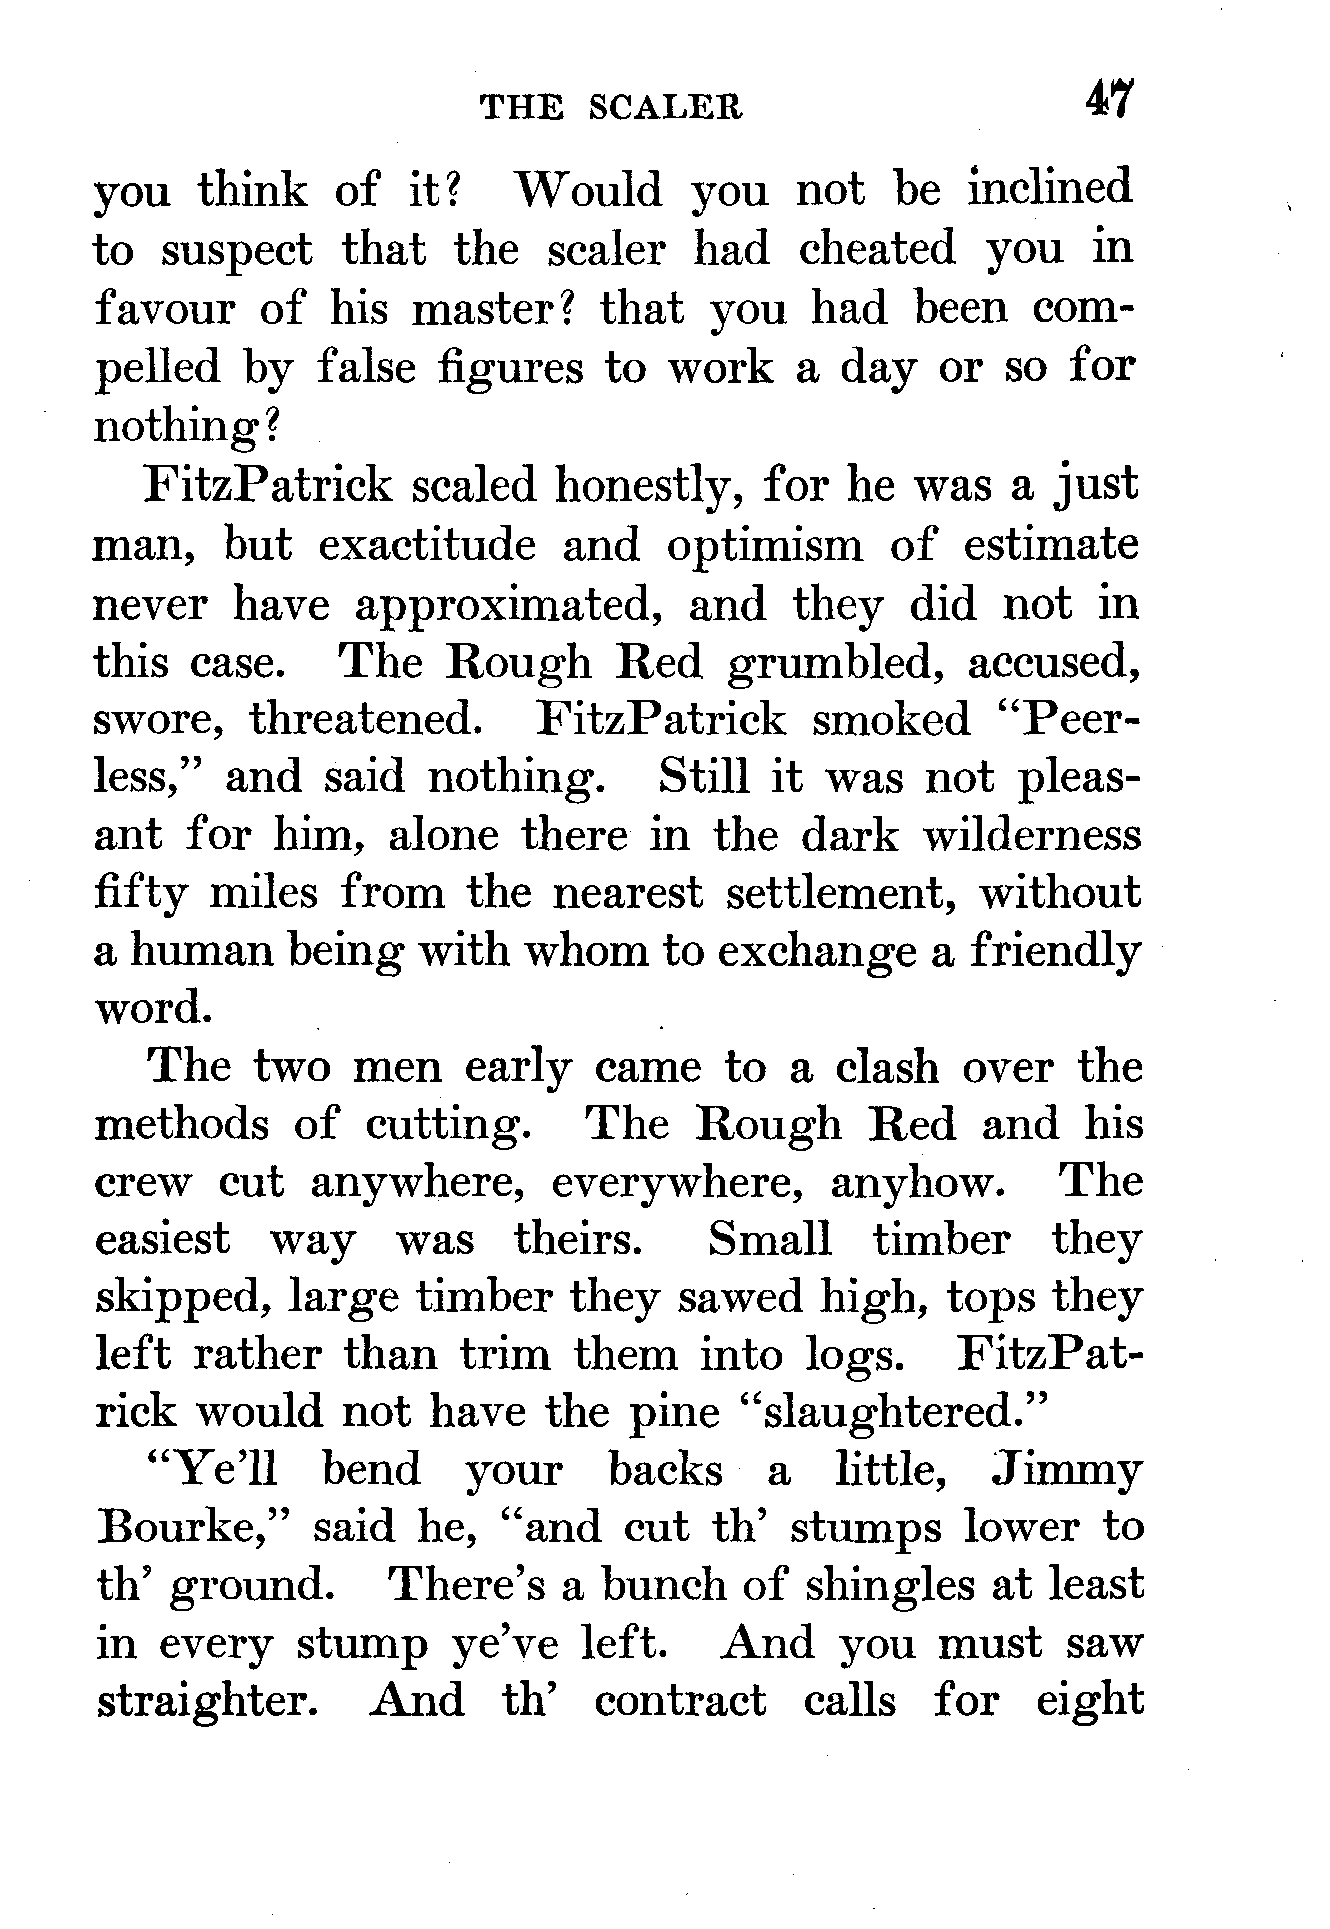 THE SCALER 47
you think of it? Would you not be inclined
to suspect that the scaler had cheated you in
favour of his master? that you had been com-
pelled by false figures to work a day or so for
nothing?
FitzPatrick scaled honestly, for he was a just
man, but exactitude and optimism of estimate
never have approximated, and they did not in
this case. The Rough Red grumbled, accused,
swore, threatened. FitzPatrick smoked “Peer-
less,” and said nothing. Still it was not pleas-
ant for him, alone there in the dark wilderness
fifty miles from the nearest settlement, without
a human being with whom to exchange a friendly
word.
The two men early came to a clash over the
methods of cutting. The Rough Red and his
crew cut anywhere, everywhere, anyhow. The
easiest way was theirs. Small timber they
skipped, large timber they sawed high, tops they
left rather than trim them into logs. FitzPat-
rick would not have the pine “slaughtered.”
“Ye’ll bend your backs a little, Jimmy
Bourke,” said he, “and cut th’ stumps lower to
th’ ground. There’s a bunch of shingles at least
in every stump ye’ve left. And you must saw
straighter. And th’ contract calls for eight